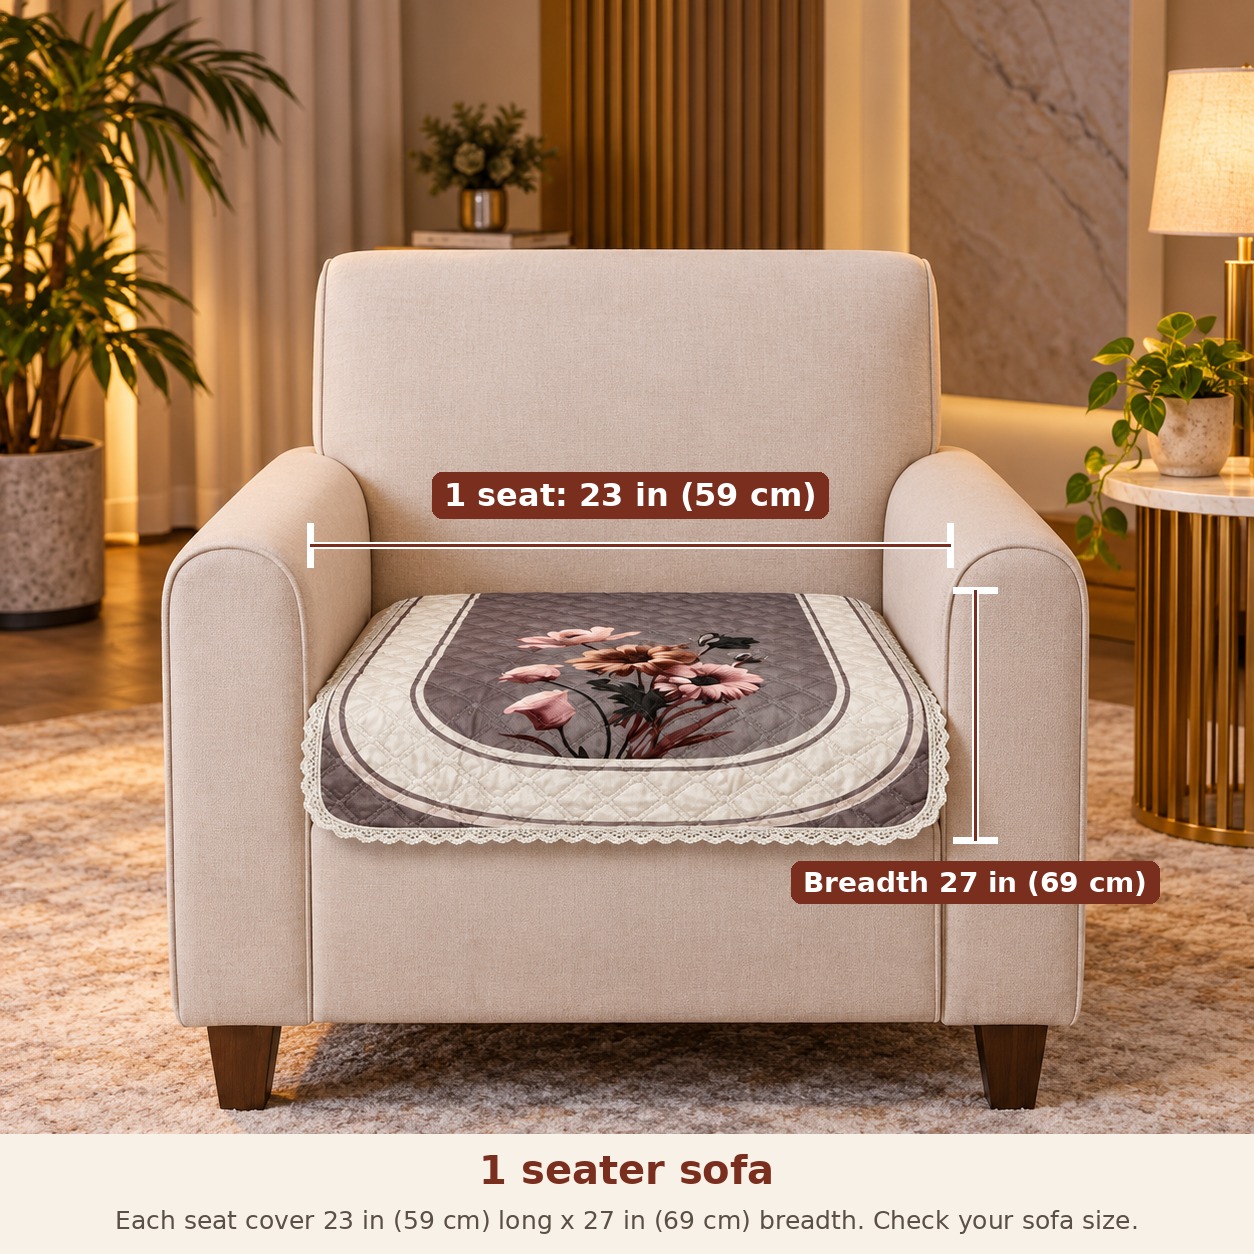 1 seat: 23 in (59 cm)
Breadth 27 in (69 cm)
1 seater sofa
Each seat cover 23 in (59 cm) long x 27 in (69 cm) breadth. Check your sofa size.